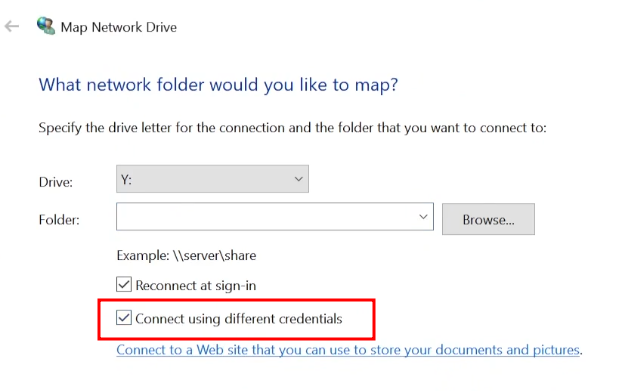 Map Network Drive
What network folder would you like to map?
Specify the drive letter for the connection and the folder that you want to connect to:
Drive: Y:
Folder: Browse...
Example: \\server\share
Reconnect at sign-in
Connect using different credentials
Connect to a Web site that you can use to store your documents and pictures.